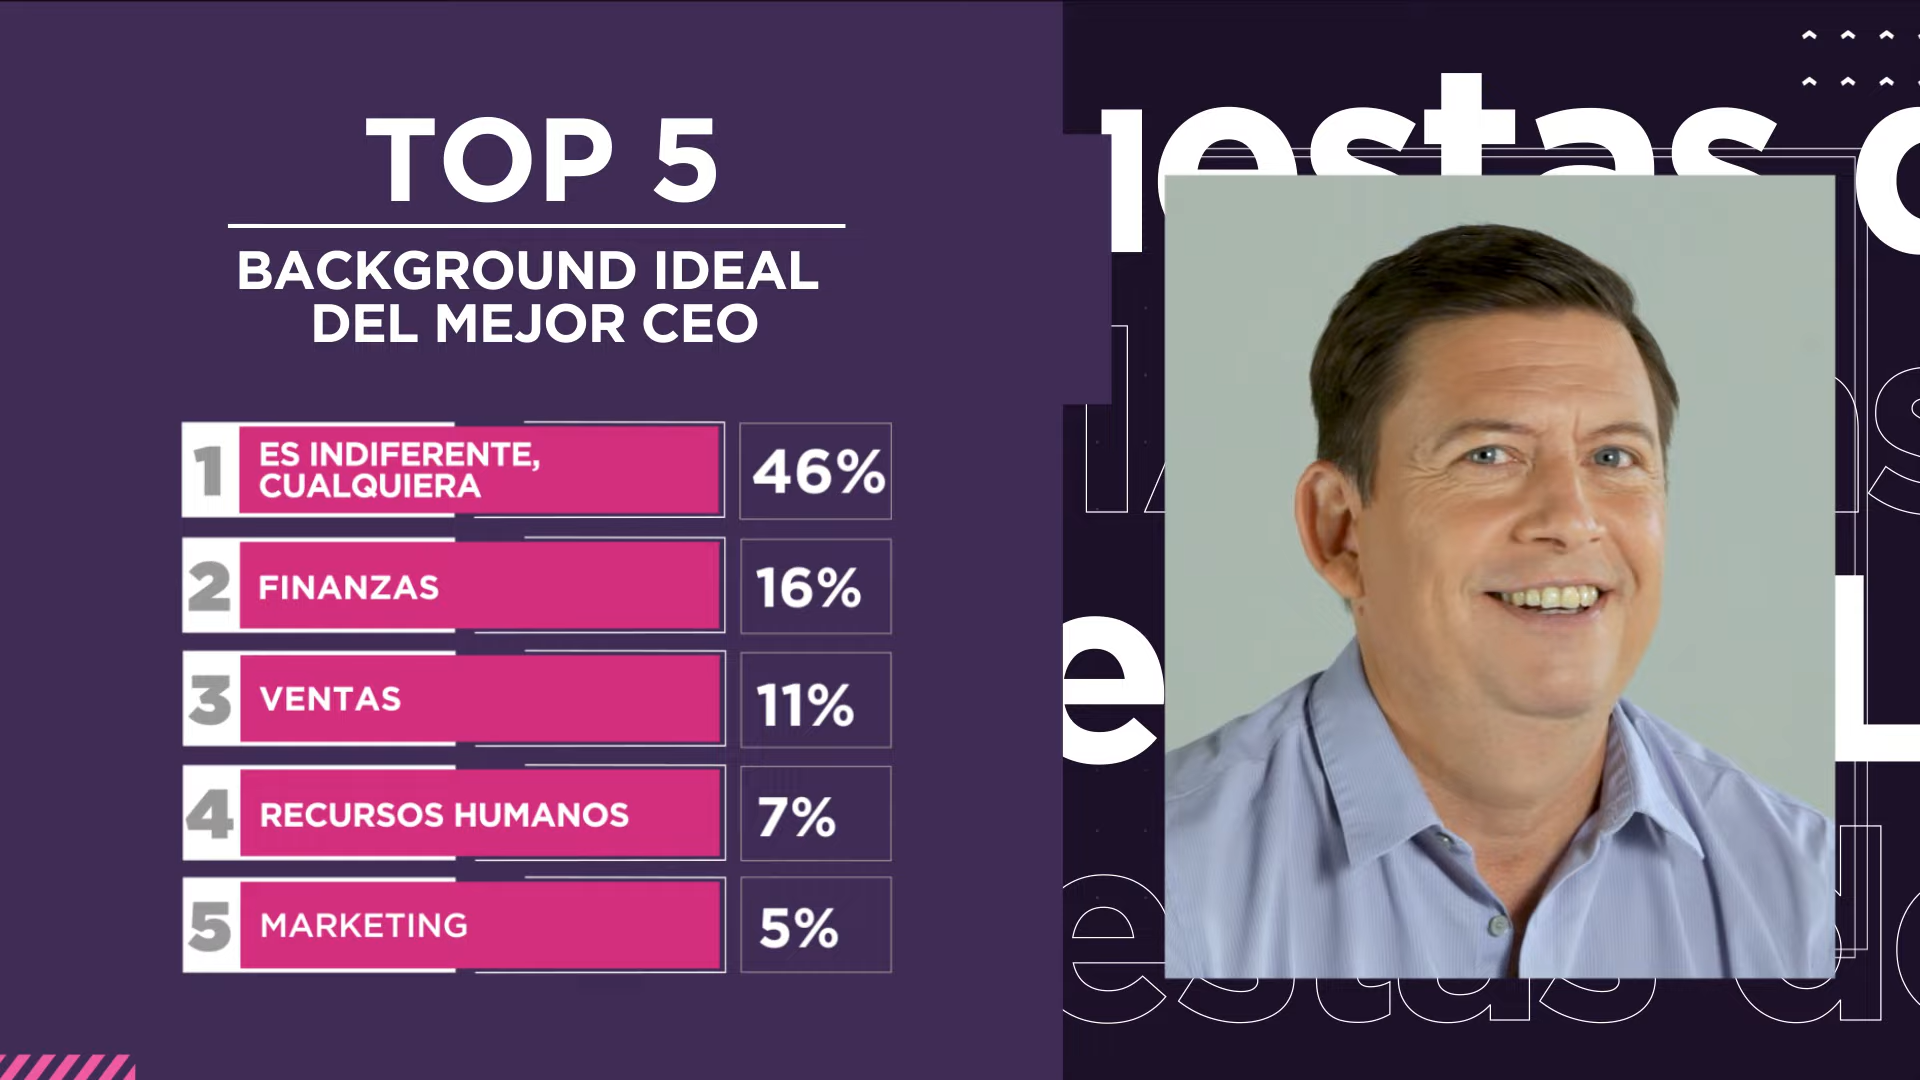 TOP 5
BACKGROUND IDEAL
DEL MEJOR CEO
1 ES INDIFERENTE,
CUALQUIERA 46%
2 FINANZAS 16%
3 VENTAS 11%
4 RECURSOS HUMANOS 7%
5 MARKETING 5%